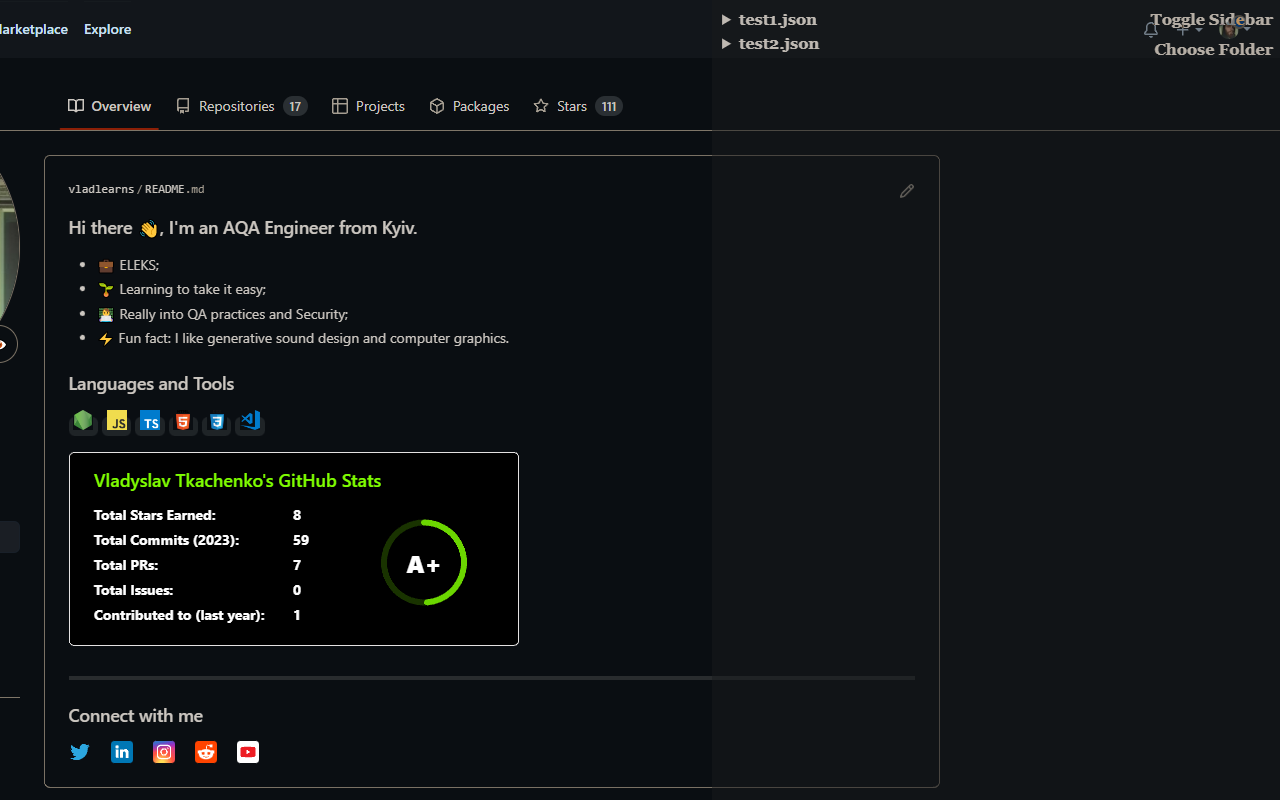 Marketplace Explore
test1.json
test2.json
Toggle Sidebar
Choose Folder
Overview Repositories 17 Projects Packages Stars 111
vladlearns/README.md
Hi there 👋, I'm an AQA Engineer from Kyiv.
ELEKS;
Learning to take it easy;
Really into QA practices and Security;
Fun fact: I like generative sound design and computer graphics.
Languages and Tools
JS TS
Vladyslav Tkachenko's GitHub Stats
Total Stars Earned: 8
Total Commits (2023): 59
Total PRs: 7
Total Issues: 0
Contributed to (last year): 1
A+
Connect with me
in